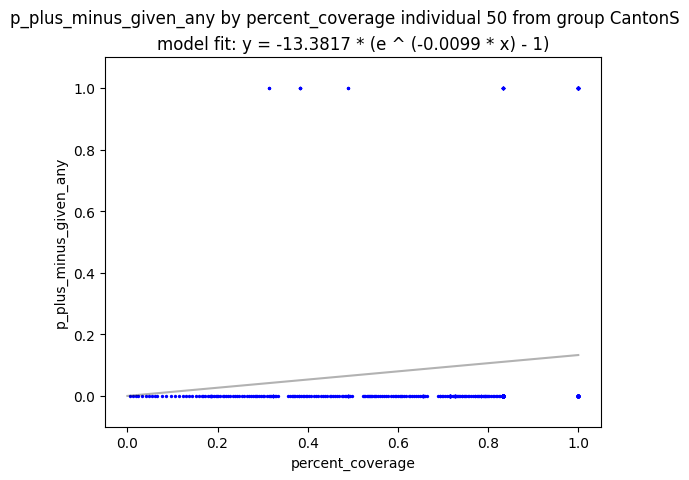 p_plus_minus_given_any by percent_coverage individual 50 from group CantonS
model fit: y = -13.3817 * (e ^ (-0.0099 * x) - 1)
1.0
0.8
0.6
0.4
0.2
0.0
p_plus_minus_given_any
0.0 0.2 0.4 0.6 0.8 1.0
percent_coverage